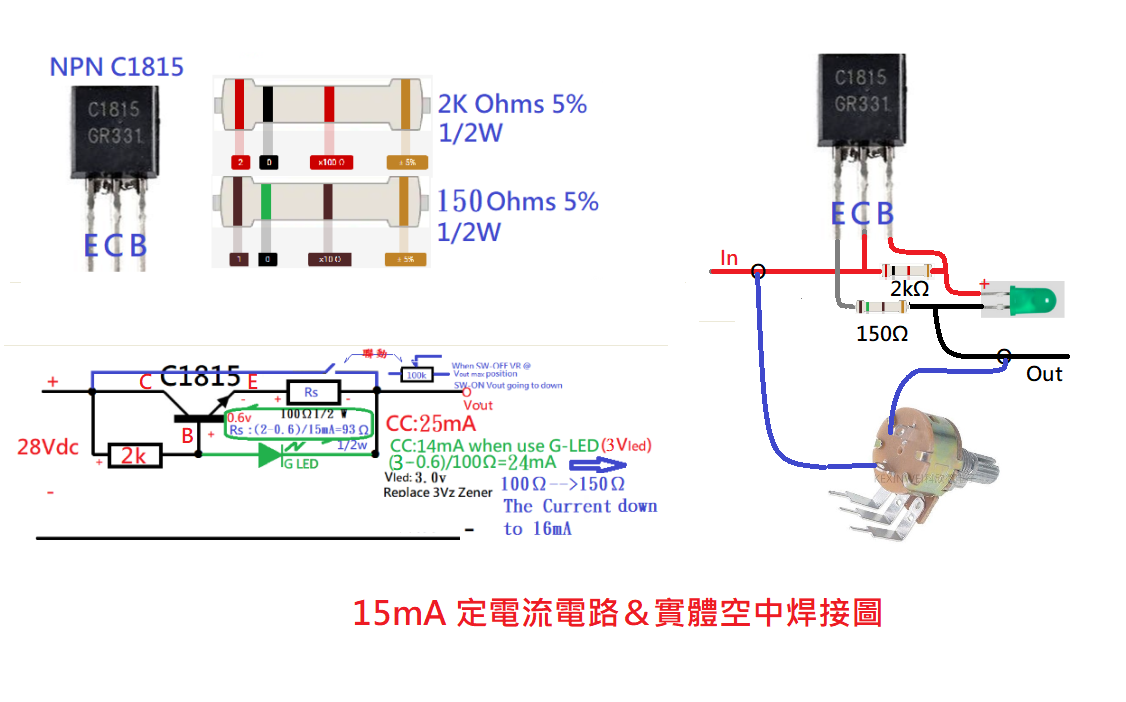 NPN C1815
C1815
GR331
E C B
2K Ohms 5%
1/2W
2
0
x100 Ω
± 5%
150 Ohms 5%
1/2W
1
0
x10 Ω
± 5%
C1815
GR331
E C B
In
2kΩ
+
150Ω
Out
聯動
When SW-OFF VR @
Vout max position
SW-ON Vout going to down
100k
+
C
C1815
E
-
+
Rs
-
Vout
0.6v
100Ω1/2 W
Rs :(2-0.6)/15mA=93 Ω
B
+
1/2w
CC:25mA
28Vdc
+
2k
G LED
CC:14mA when use G-LED(3Vled)
(3-0.6)/100Ω=24mA
Vled: 3.0v
Replace 3Vz Zener
100Ω-->150Ω
The Current down
to 16mA
-
-
15mA 定電流電路＆實體空中焊接圖